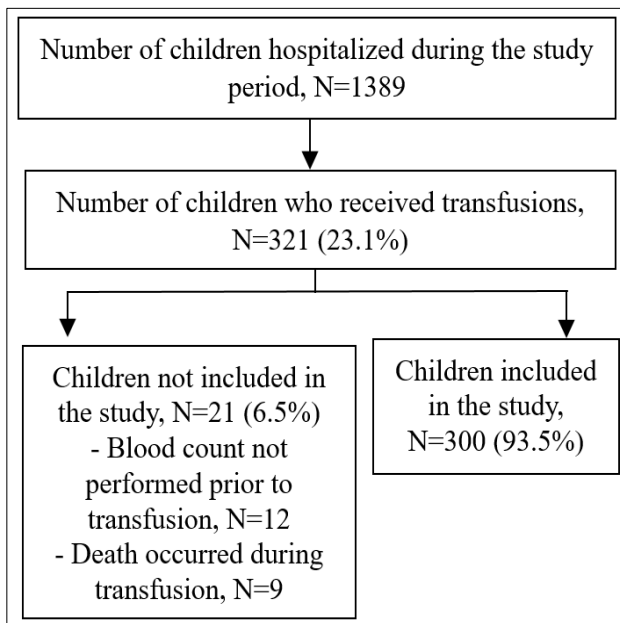 Number of children hospitalized during the study
period, N=1389
Number of children who received transfusions,
N=321 (23.1%)
Children not included in
the study, N=21 (6.5%)
- Blood count not
performed prior to
transfusion, N=12
- Death occurred during
transfusion, N=9
Children included
in the study,
N=300 (93.5%)